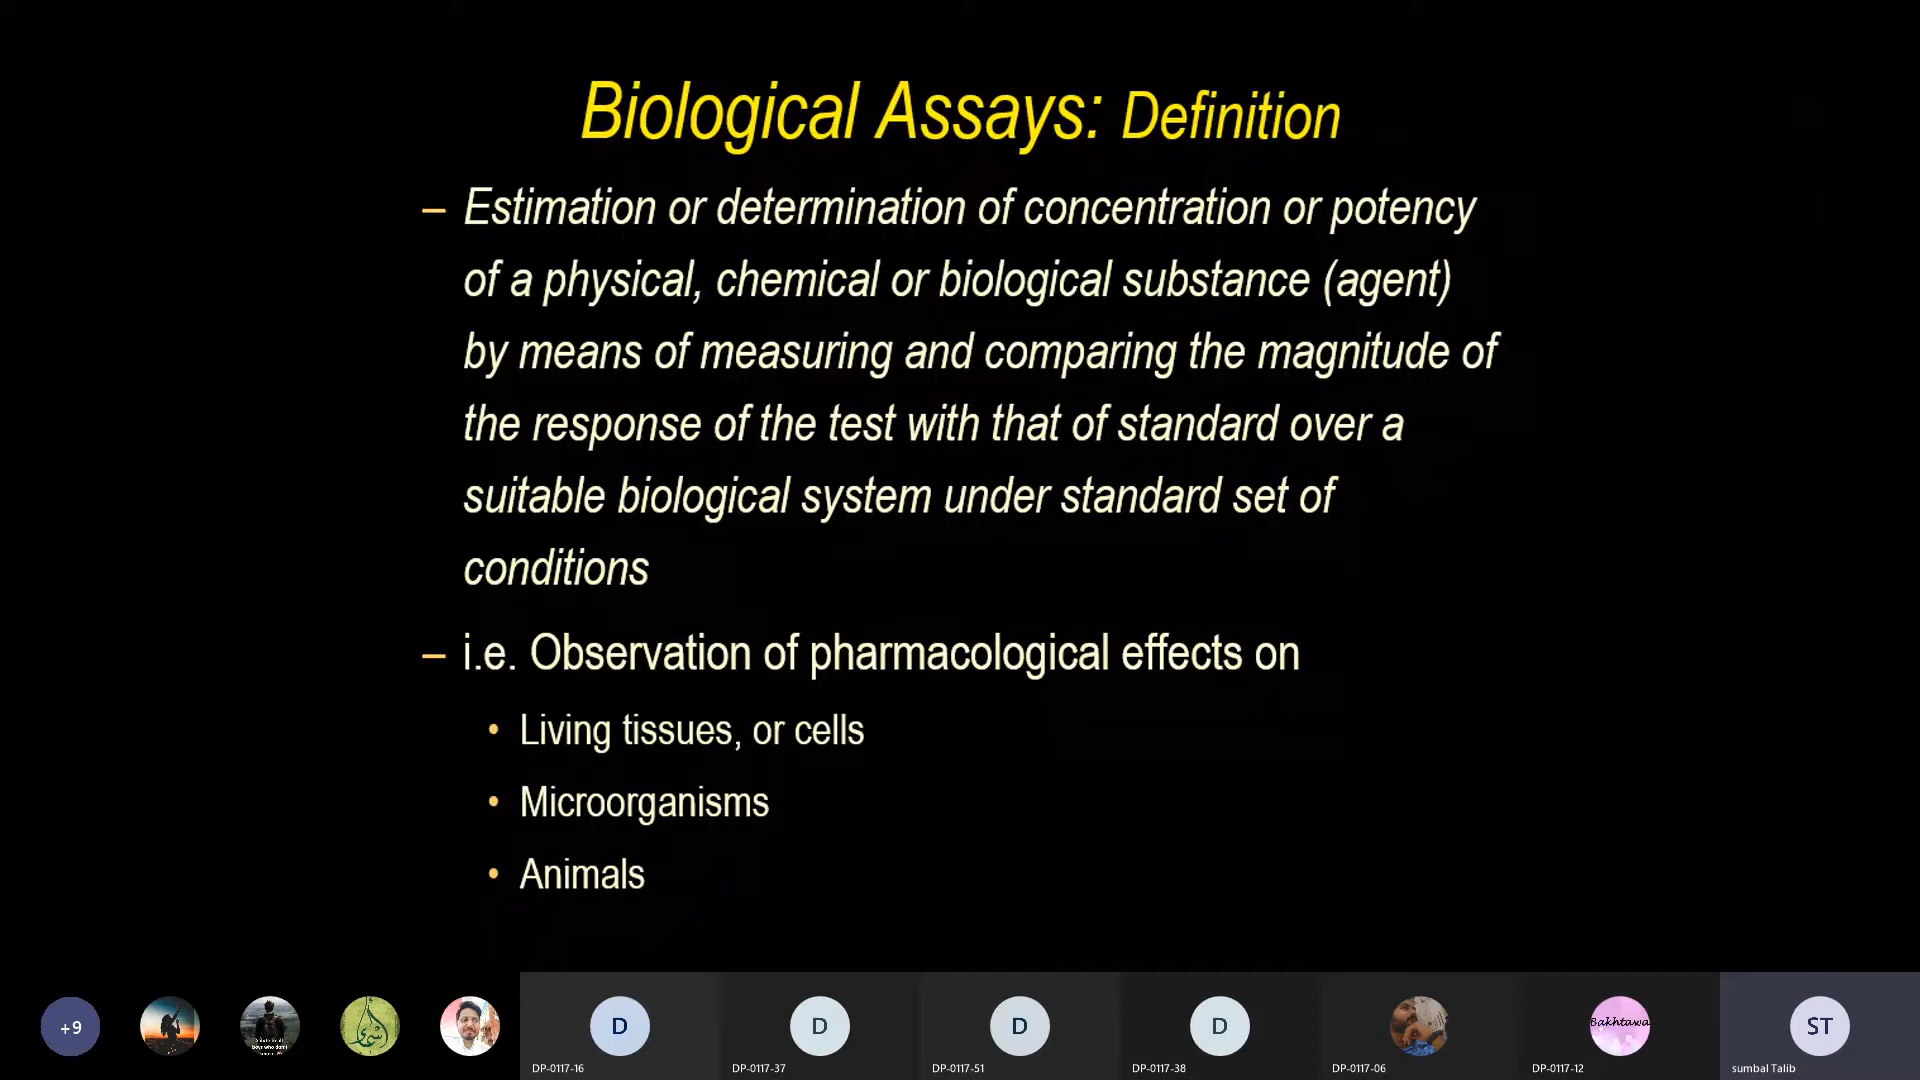 Biological Assays: Definition
– Estimation or determination of concentration or potency
of a physical, chemical or biological substance (agent)
by means of measuring and comparing the magnitude of
the response of the test with that of standard over a
suitable biological system under standard set of
conditions
– i.e. Observation of pharmacological effects on
• Living tissues, or cells
• Microorganisms
• Animals
+9
D
D
D
D
Bakhtawa
ST
DP-0117-16
DP-0117-37
DP-0117-51
DP-0117-38
DP-0117-06
DP-0117-12
sumbal Talib